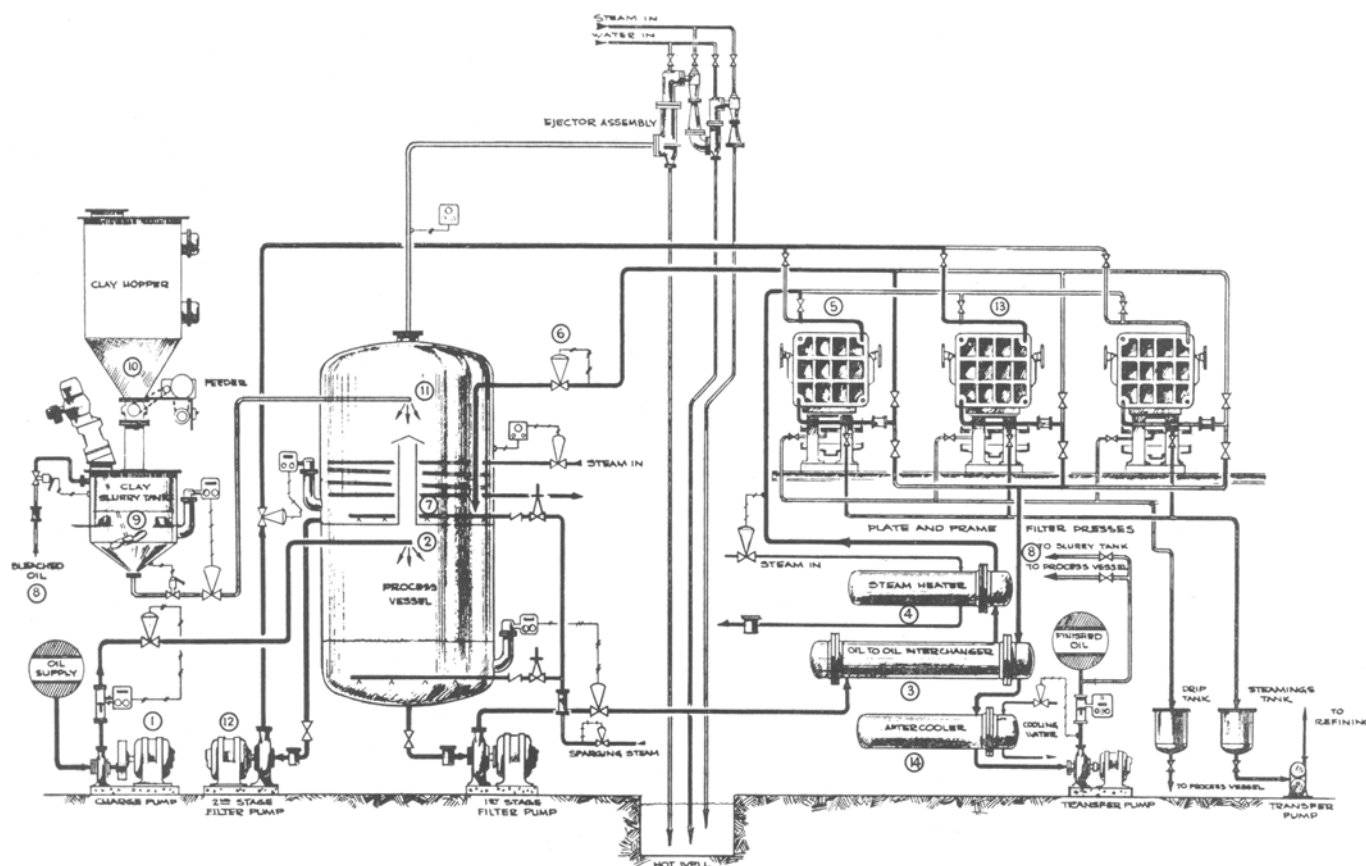 STEAM IN
WATER IN
EJECTOR ASSEMBLY
CLAY HOPPER
10
FEEDER
CLAY
SLURRY TANK
9
BLEACHED
OIL
8
6
11
STEAM IN
7
2
PROCESS
VESSEL
5
13
PLATE AND FRAME FILTER PRESSES
8
TO SLURRY TANK
TO PROCESS VESSEL
STEAM IN
STEAM
HEATER
4
OIL TO OIL INTERCHANGER
3
FINISHED
OIL
OIL
SUPPLY
1
12
CHARGE PUMP
2ND STAGE
FILTER PUMP
1ST STAGE
FILTER PUMP
SPARGING STEAM
AFTERCOOLER
14
COOLING
WATER
TRANSFER PUMP
DRIP
TANK
STEAMINGS
TANK
TO
REFINING
TO PROCESS
VESSEL
TRANSFER
PUMP
HOT WELL